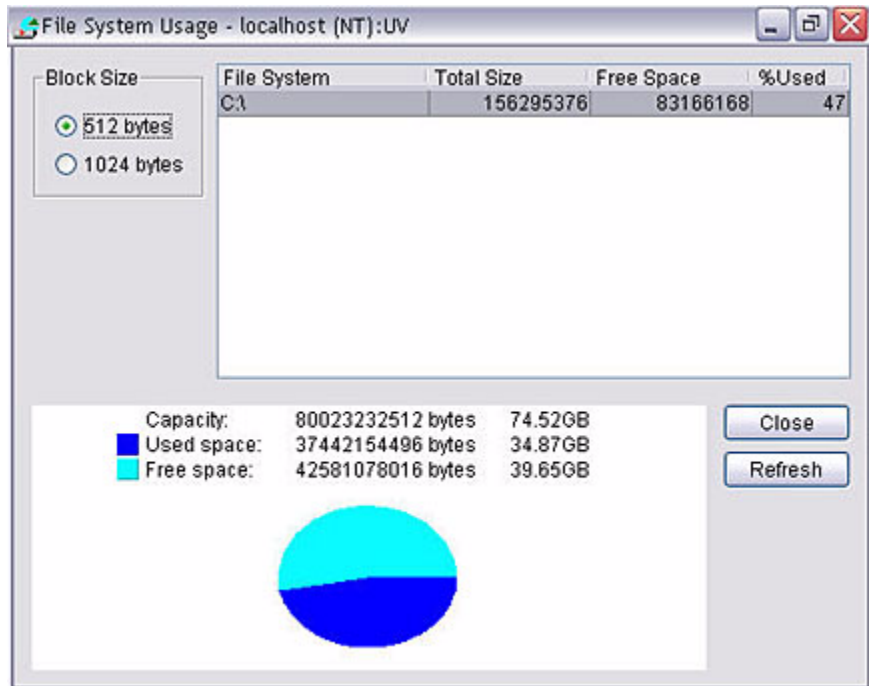 File System Usage - localhost (NT):UV
Block Size
512 bytes
1024 bytes
File System Total Size Free Space %Used
C:\ 156295376 83166168 47
Capacity: 80023232512 bytes 74.52GB
Used space: 37442154496 bytes 34.87GB
Free space: 42581078016 bytes 39.65GB
Close
Refresh